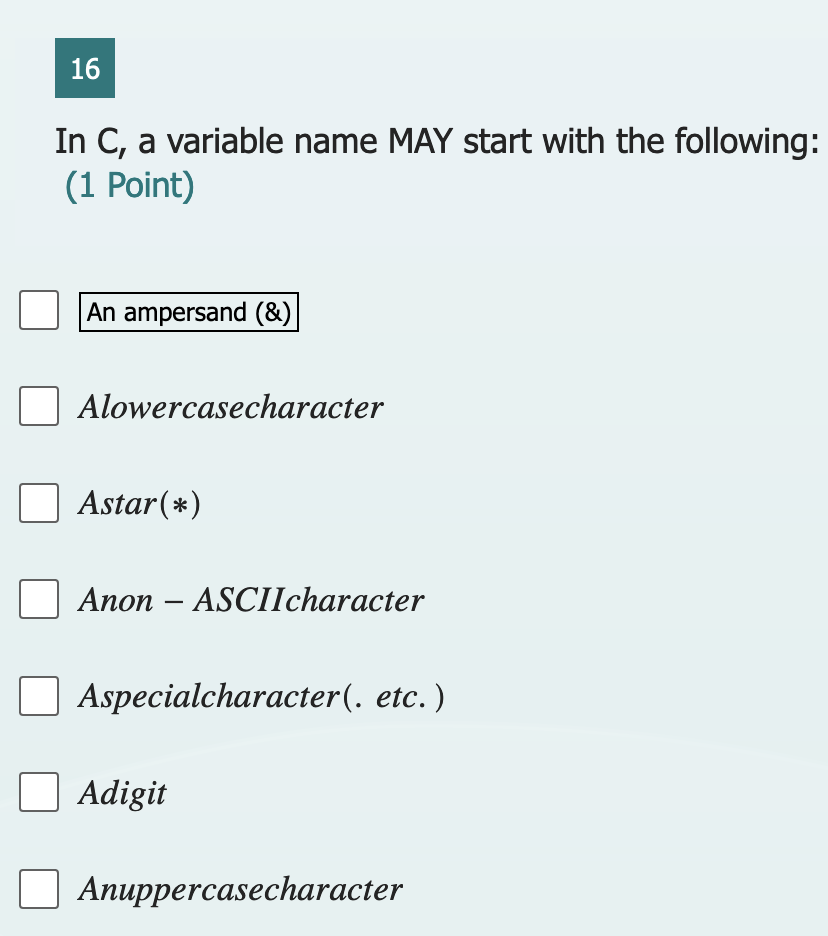 16
In C, a variable name MAY start with the following:
(1 Point)
An ampersand (&)
Alowercasecharacter
Astar(*)
Anon – ASCIIcharacter
Aspecialcharacter(. etc. )
Adigit
Anuppercasecharacter